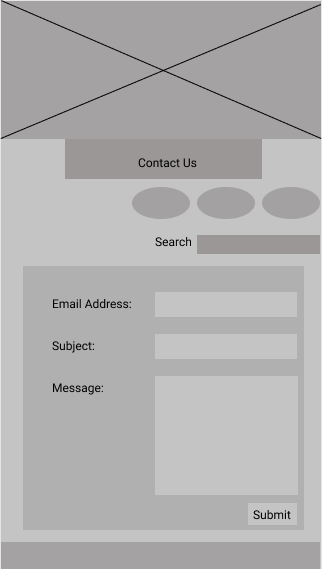 Contact Us
Search
Email Address:
Subject:
Message:
Submit